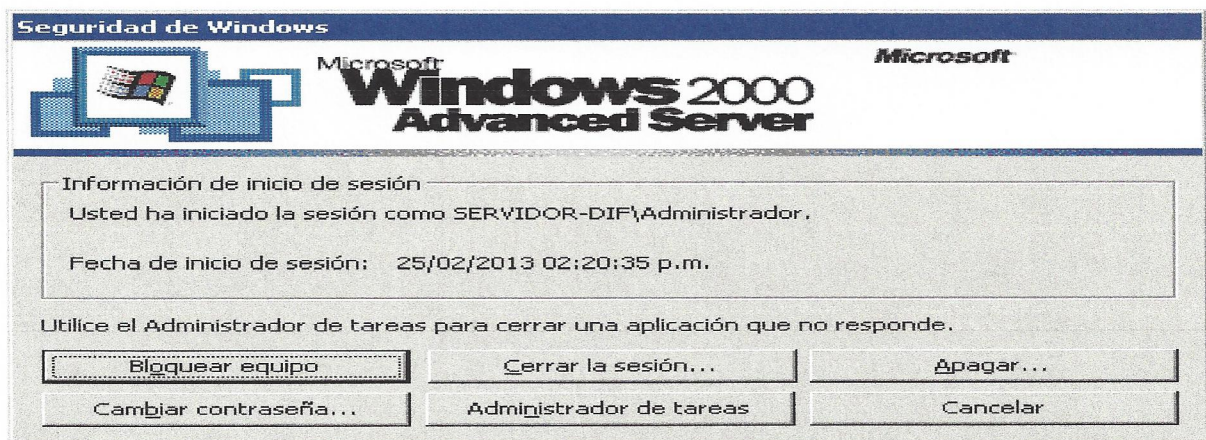 Seguridad de Windows
Microsoft
Microsoft
Windows 2000
Advanced Server
Información de inicio de sesión
Usted ha iniciado la sesión como SERVIDOR-DIF\Administrador.
Fecha de inicio de sesión: 25/02/2013 02:20:35 p.m.
Utilice el Administrador de tareas para cerrar una aplicación que no responde.
Bloquear equipo Cerrar la sesión... Apagar...
Cambiar contraseña... Administrador de tareas Cancelar